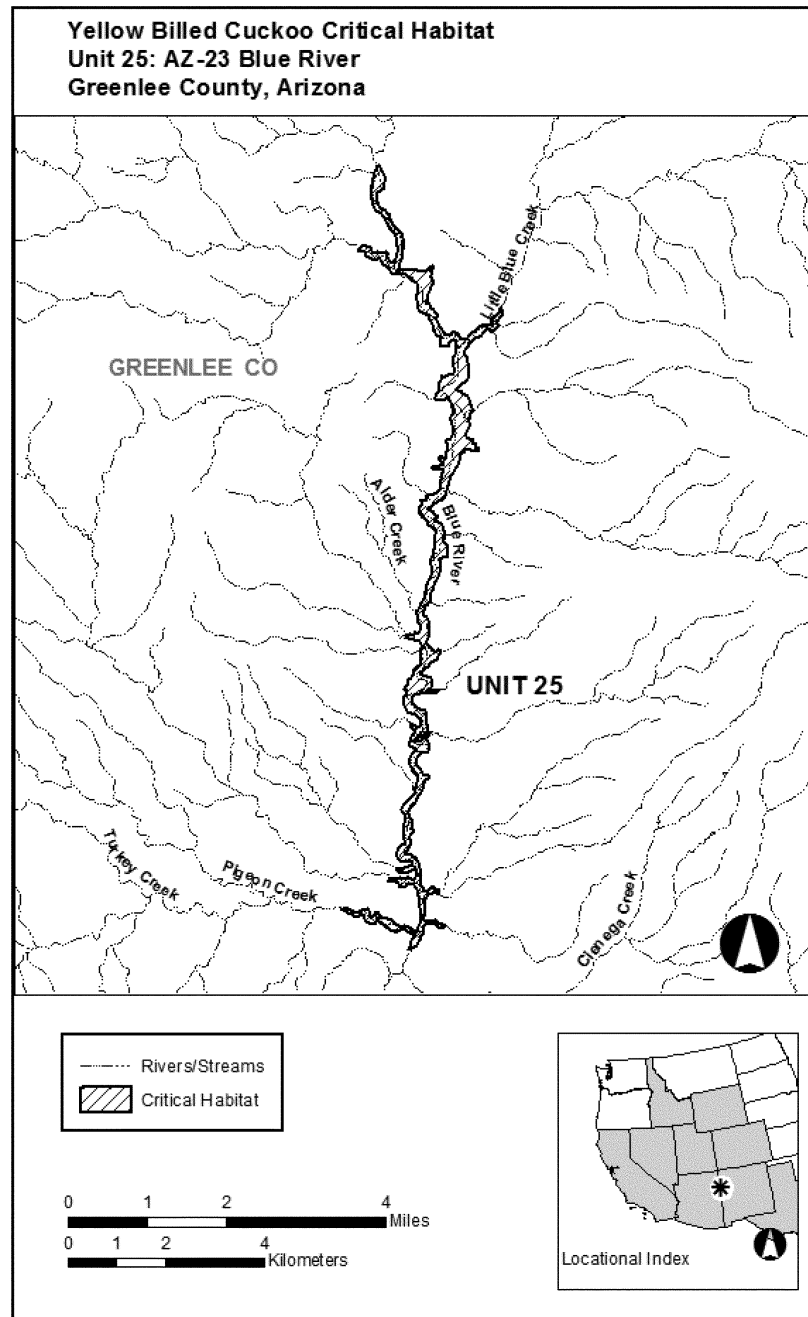 Yellow Billed Cuckoo Critical Habitat
Unit 25: AZ-23 Blue River
Greenlee County, Arizona
Little Blue Creek
GREENLEE CO
Alder Creek
Blue River
UNIT 25
Turkey Creek
Pigeon Creek
Cienega Creek
Rivers/Streams
Critical Habitat
0 1 2 4
Miles
0 1 2 4
Kilometers
Locational Index